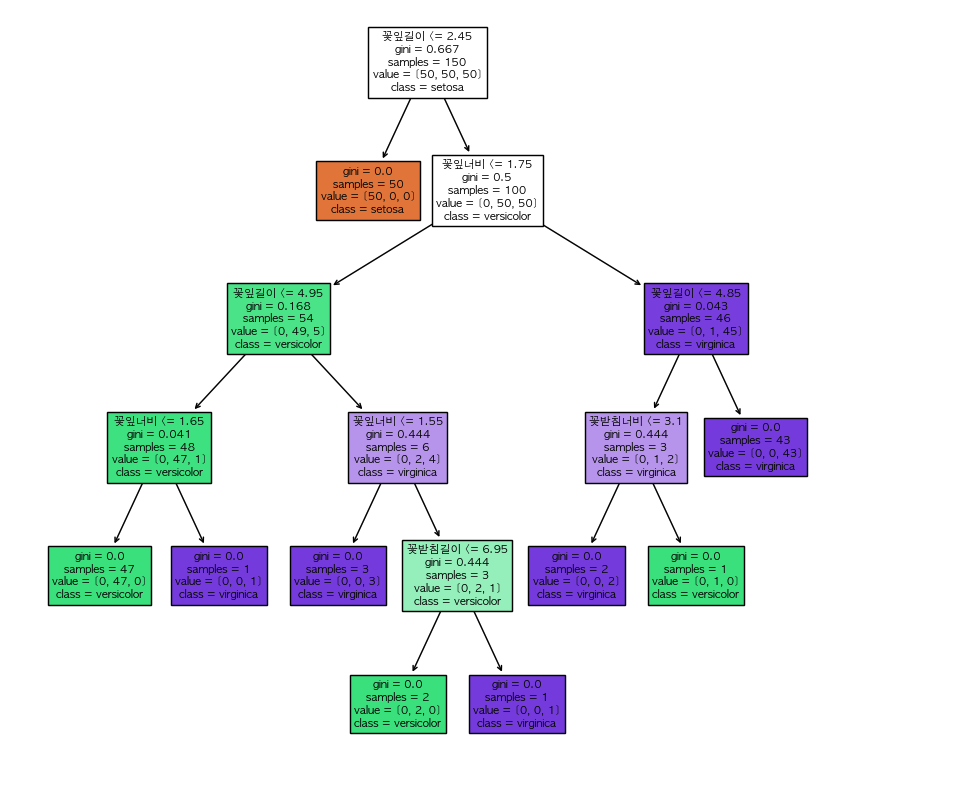 꽃잎길이 <= 2.45
gini = 0.667
samples = 150
value = [50, 50, 50]
class = setosa
gini = 0.0
samples = 50
value = [50, 0, 0]
class = setosa
꽃잎너비 <= 1.75
gini = 0.5
samples = 100
value = [0, 50, 50]
class = versicolor
꽃잎길이 <= 4.95
gini = 0.168
samples = 54
value = [0, 49, 5]
class = versicolor
꽃잎길이 <= 4.85
gini = 0.043
samples = 46
value = [0, 1, 45]
class = virginica
꽃잎너비 <= 1.65
gini = 0.041
samples = 48
value = [0, 47, 1]
class = versicolor
꽃잎너비 <= 1.55
gini = 0.444
samples = 6
value = [0, 2, 4]
class = virginica
꽃받침너비 <= 3.1
gini = 0.444
samples = 3
value = [0, 1, 2]
class = virginica
gini = 0.0
samples = 43
value = [0, 0, 43]
class = virginica
gini = 0.0
samples = 47
value = [0, 47, 0]
class = versicolor
gini = 0.0
samples = 1
value = [0, 0, 1]
class = virginica
gini = 0.0
samples = 3
value = [0, 0, 3]
class = virginica
꽃받침길이 <= 6.95
gini = 0.444
samples = 3
value = [0, 2, 1]
class = versicolor
gini = 0.0
samples = 2
value = [0, 0, 2]
class = virginica
gini = 0.0
samples = 1
value = [0, 1, 0]
class = versicolor
gini = 0.0
samples = 2
value = [0, 2, 0]
class = versicolor
gini = 0.0
samples = 1
value = [0, 0, 1]
class = virginica